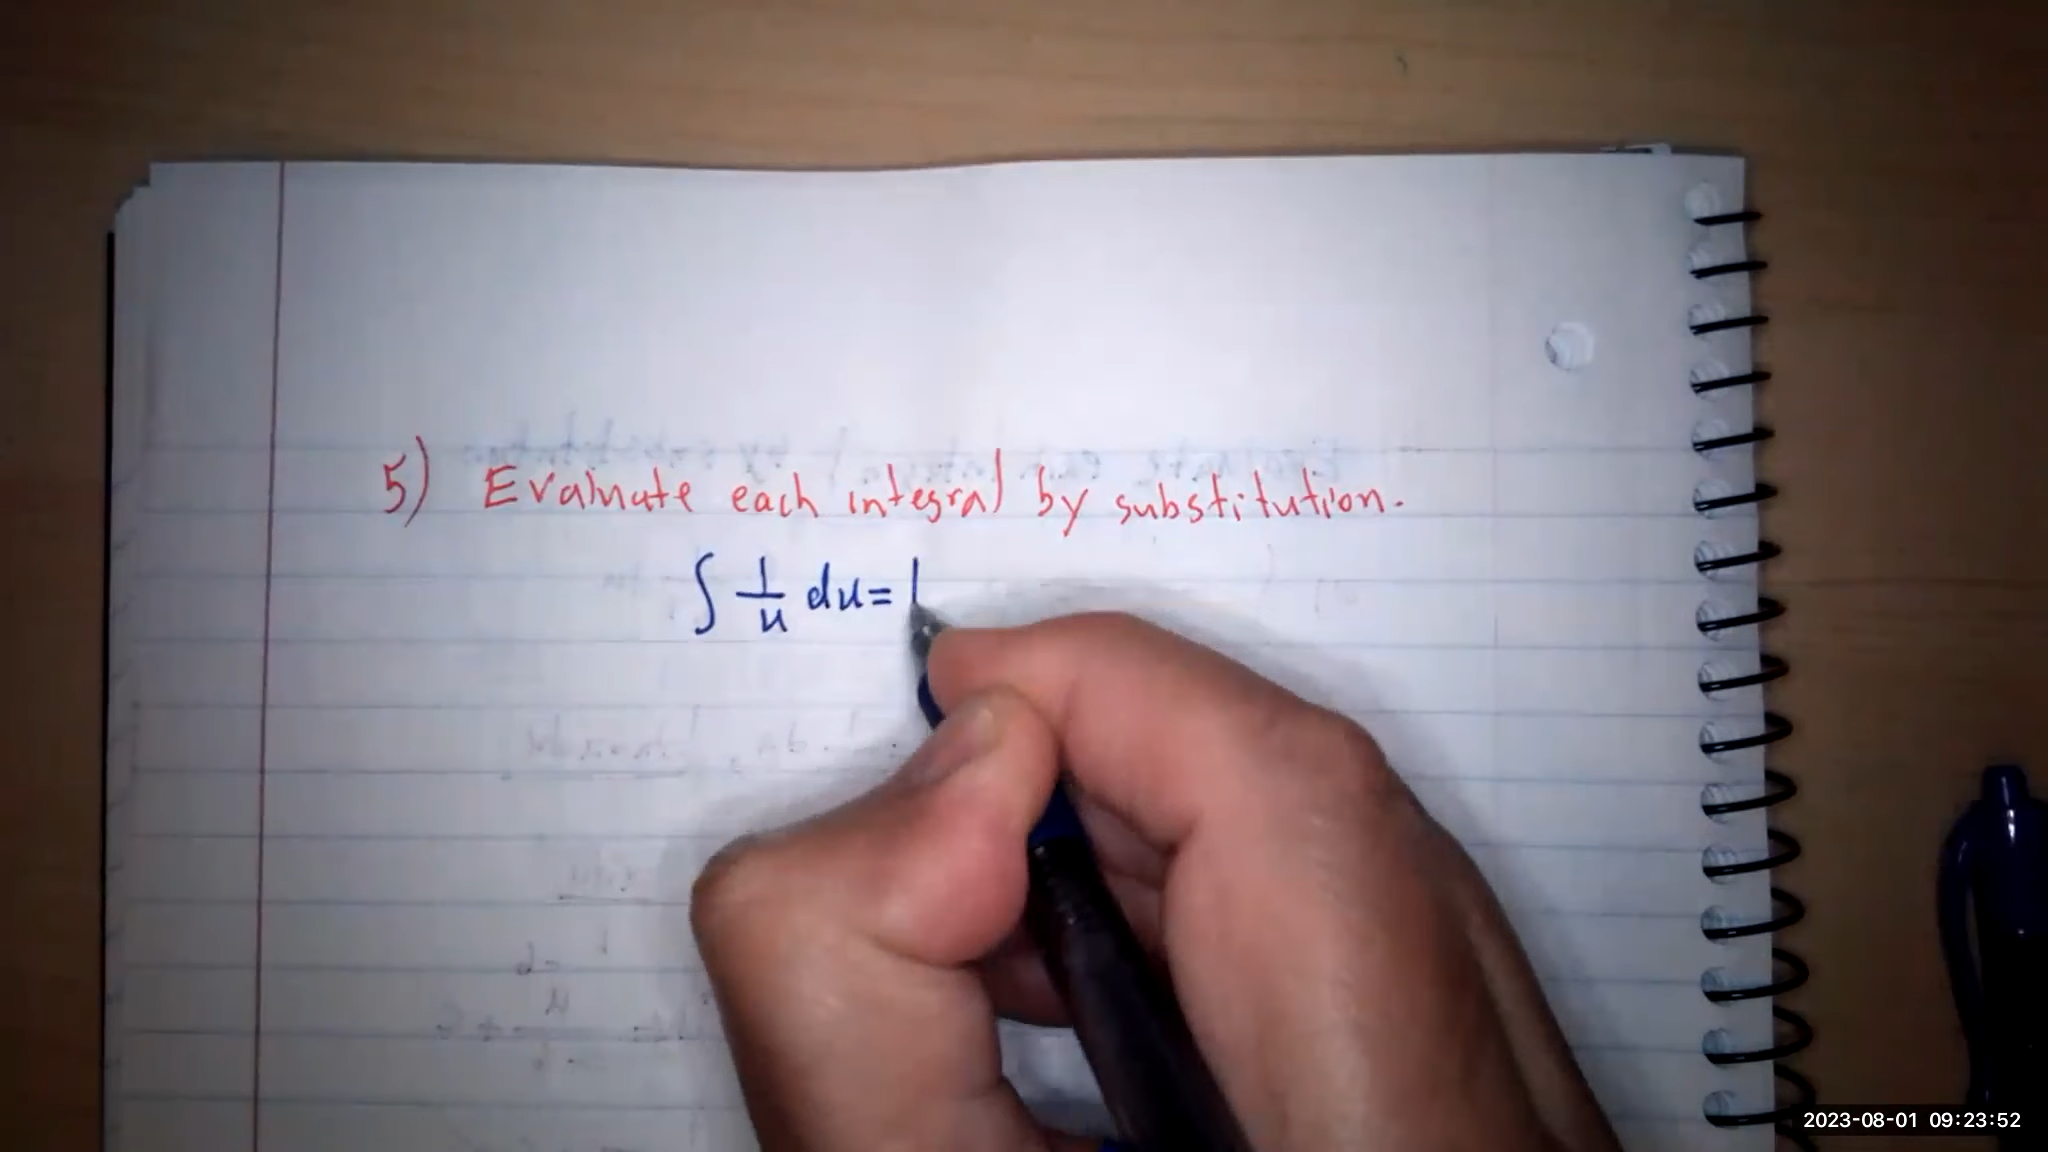 5) Evaluate each integral by substitution.
∫ 1/u du = l
2023-08-01 09:23:52